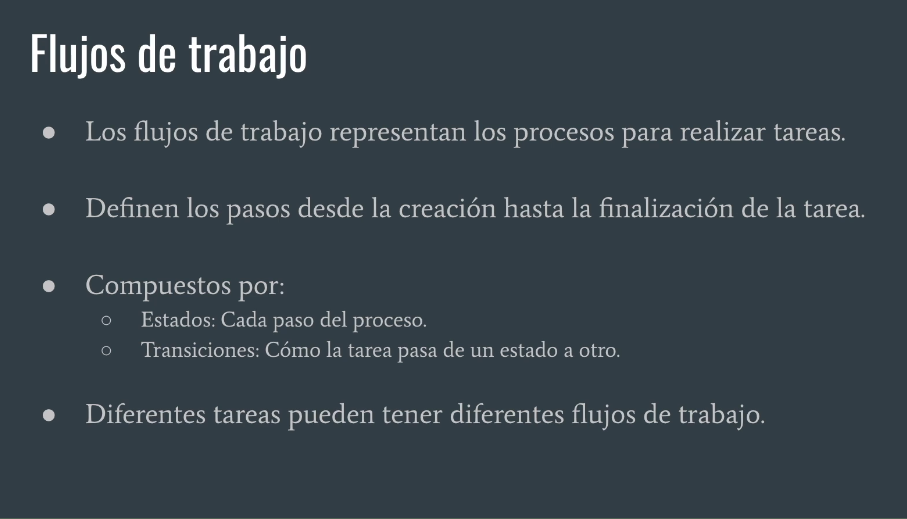 Flujos de trabajo
● Los flujos de trabajo representan los procesos para realizar tareas.
● Definen los pasos desde la creación hasta la finalización de la tarea.
● Compuestos por:
○ Estados: Cada paso del proceso.
○ Transiciones: Cómo la tarea pasa de un estado a otro.
● Diferentes tareas pueden tener diferentes flujos de trabajo.